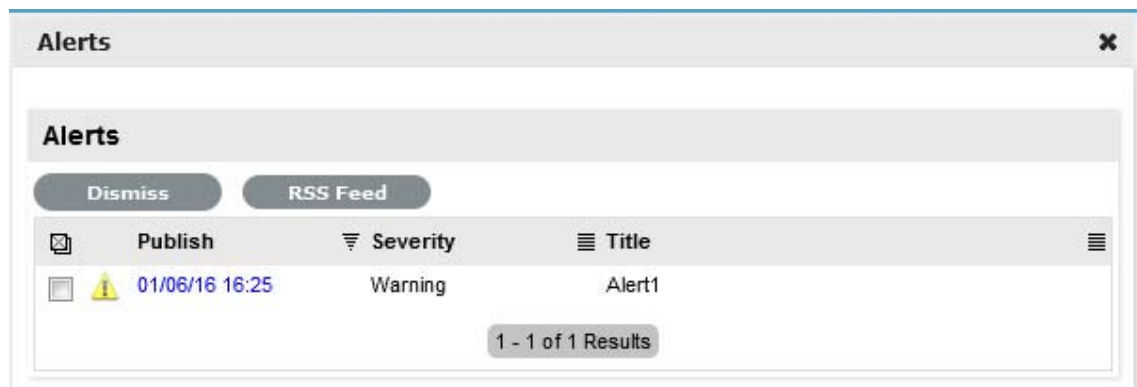 Alerts
Alerts
Dismiss RSS Feed
Publish Severity Title
01/06/16 16:25 Warning Alert1
1 - 1 of 1 Results